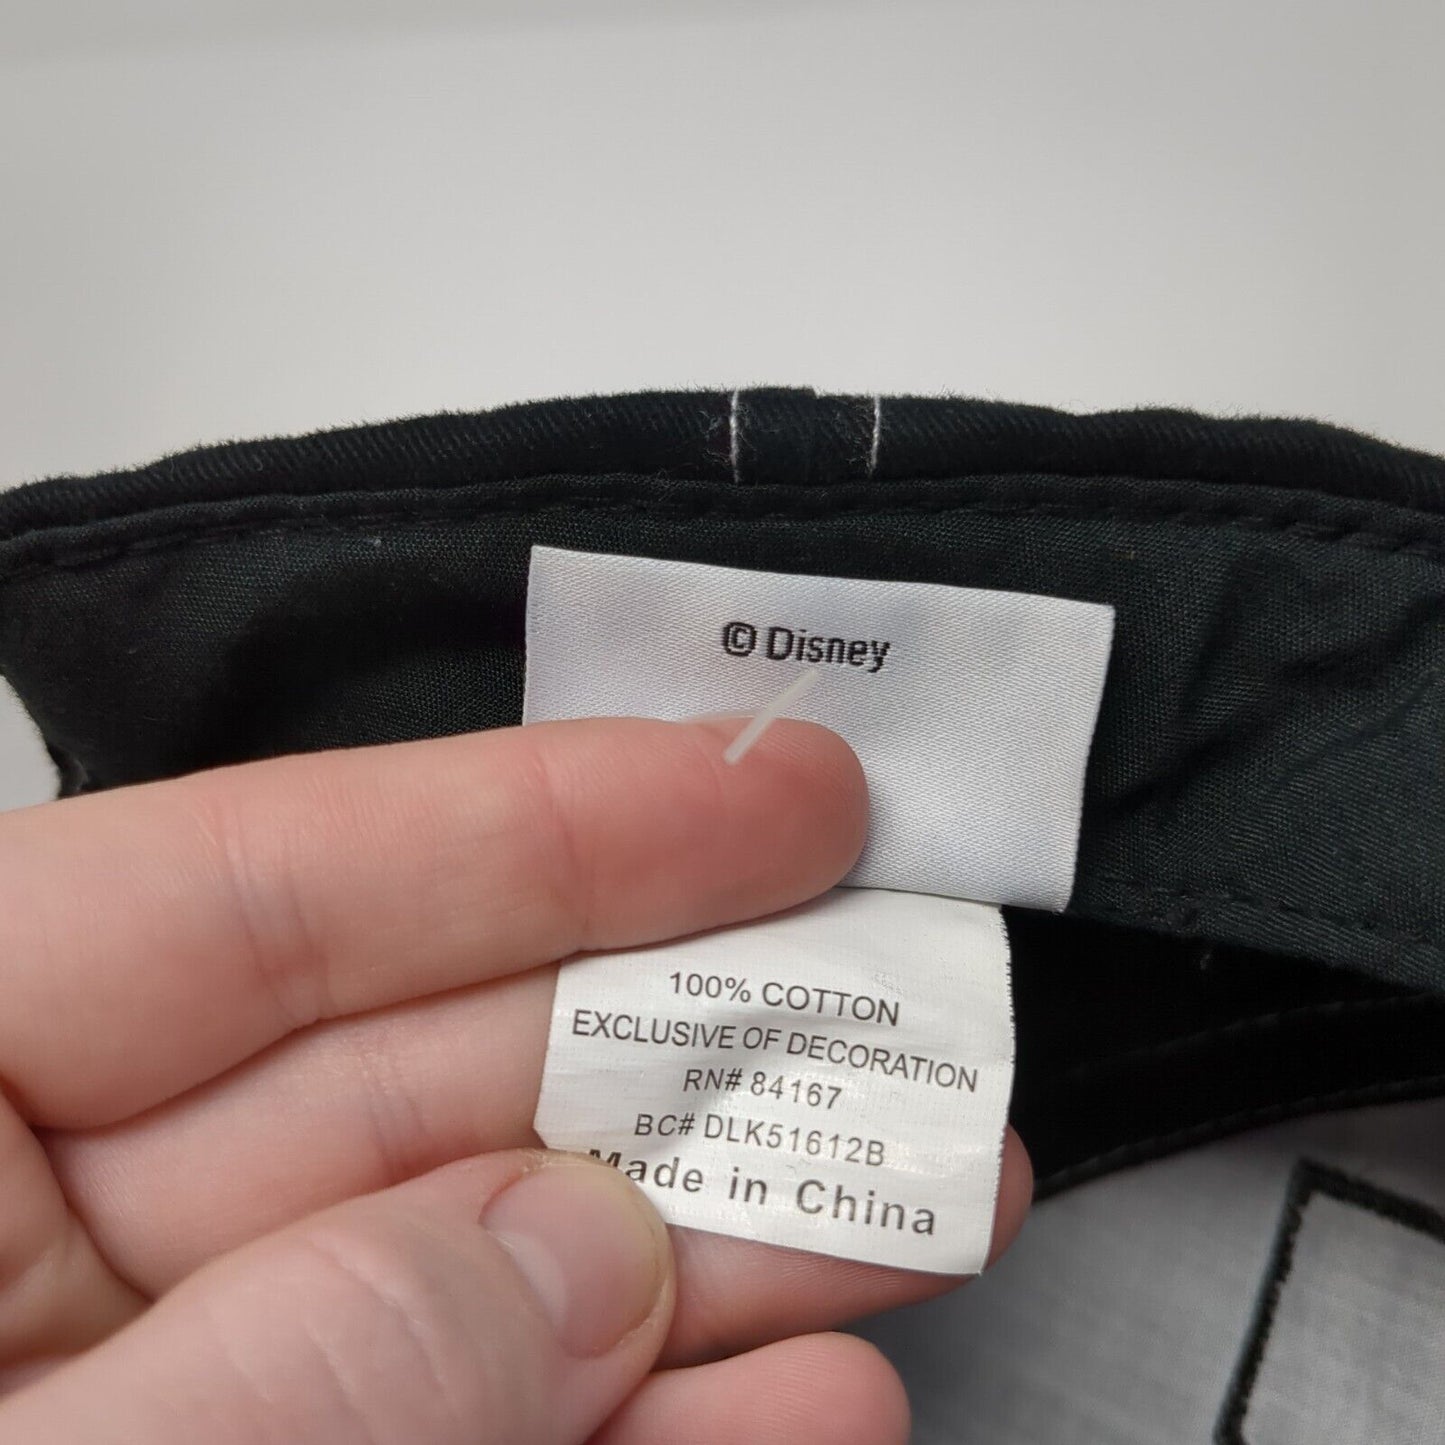 © Disney
100% COTTON
EXCLUSIVE OF DECORATION
RN# 84167
BC# DLK51612B
Made in China